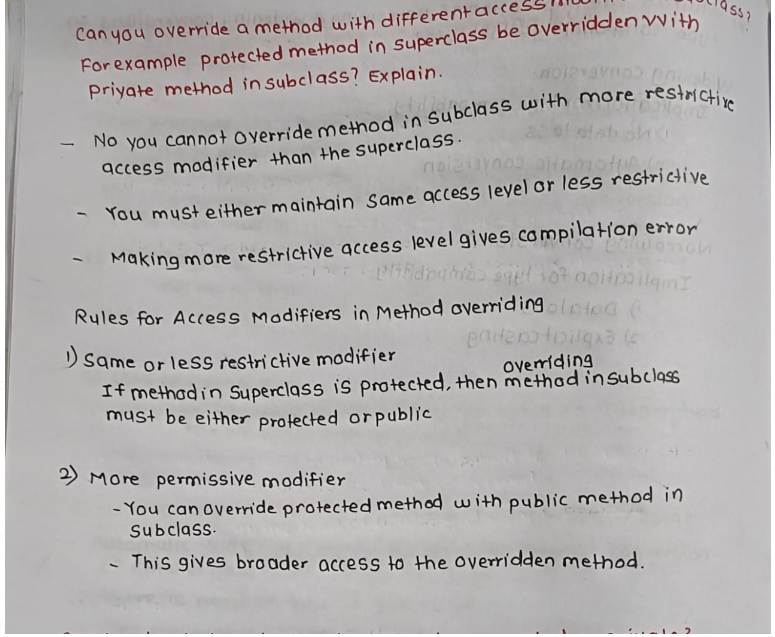 Can you override a method with different access
For example protected method in superclass be overridden with
private method in subclass? Explain.
- No you cannot override method in subclass with more restrictive
access modifier than the superclass.
- You must either maintain same access level or less restrictive
- Making more restrictive access level gives compilation error
Rules for Access Modifiers in Method overriding
1) Same or less restrictive modifier
If method in Superclass is protected, then overriding method in subclass
must be either protected or public
2) More permissive modifier
- You can override protected method with public method in
subclass.
- This gives broader access to the overridden method.